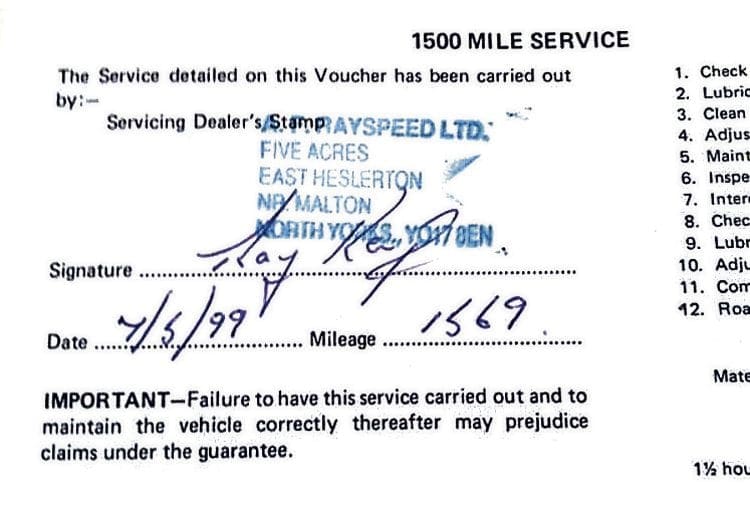 1500 MILE SERVICE
The Service detailed on this Voucher has been carried out
by:—
Servicing Dealer's Stamp
RAYSPEED LTD.
FIVE ACRES
EAST HESLERTON
NR. MALTON
NORTH YORKS., YO17 8EN
Signature
Date 7/5/99 Mileage 1569
IMPORTANT—Failure to have this service carried out and to
maintain the vehicle correctly thereafter may prejudice
claims under the guarantee.
1. Check
2. Lubric
3. Clean
4. Adjus
5. Maint
6. Inspe
7. Inter
8. Chec
9. Lubr
10. Adju
11. Com
12. Roa
Mate
1½ hou